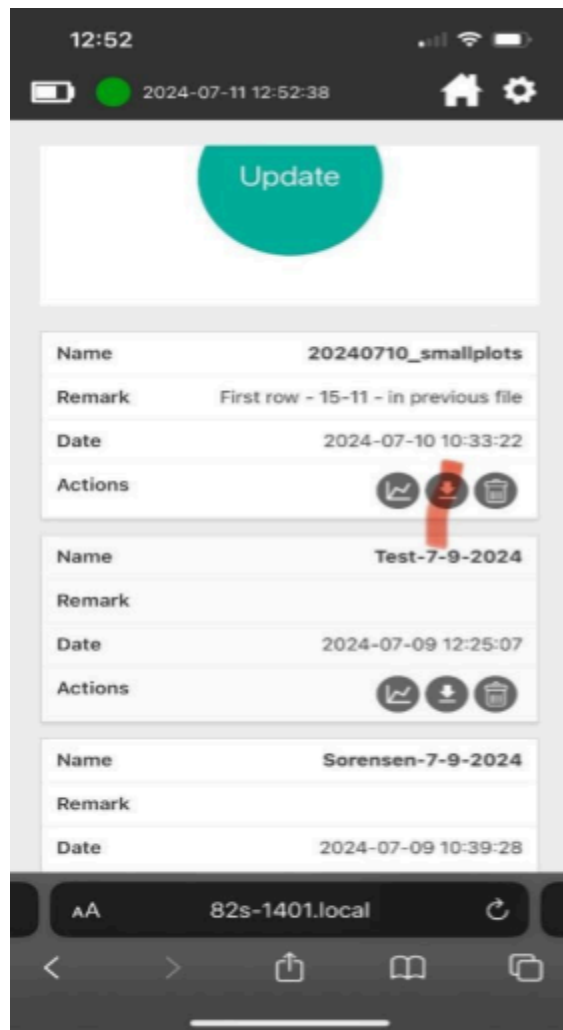 12:52
2024-07-11 12:52:38
Update
Name 20240710_smallplots
Remark First row - 15-11 - in previous file
Date 2024-07-10 10:33:22
Actions
Name Test-7-9-2024
Remark
Date 2024-07-09 12:25:07
Actions
Name Sorensen-7-9-2024
Remark
Date 2024-07-09 10:39:28
AA 82s-1401.local